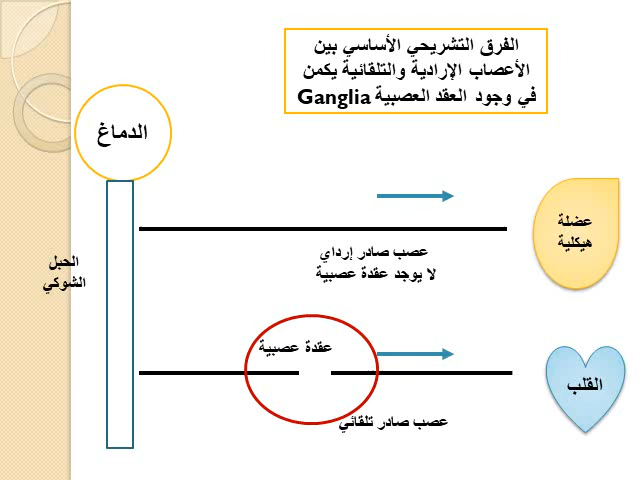 الفرق التشريحي الأساسي بين
الأعصاب الإرادية والتلقائية يكمن
في وجود العقد العصبية Ganglia
الدماغ
عضلة
هيكلية
عصب صادر إرداي
لا يوجد عقدة عصبية
الحبل
الشوكي
عقدة عصبية
القلب
عصب صادر تلقائي